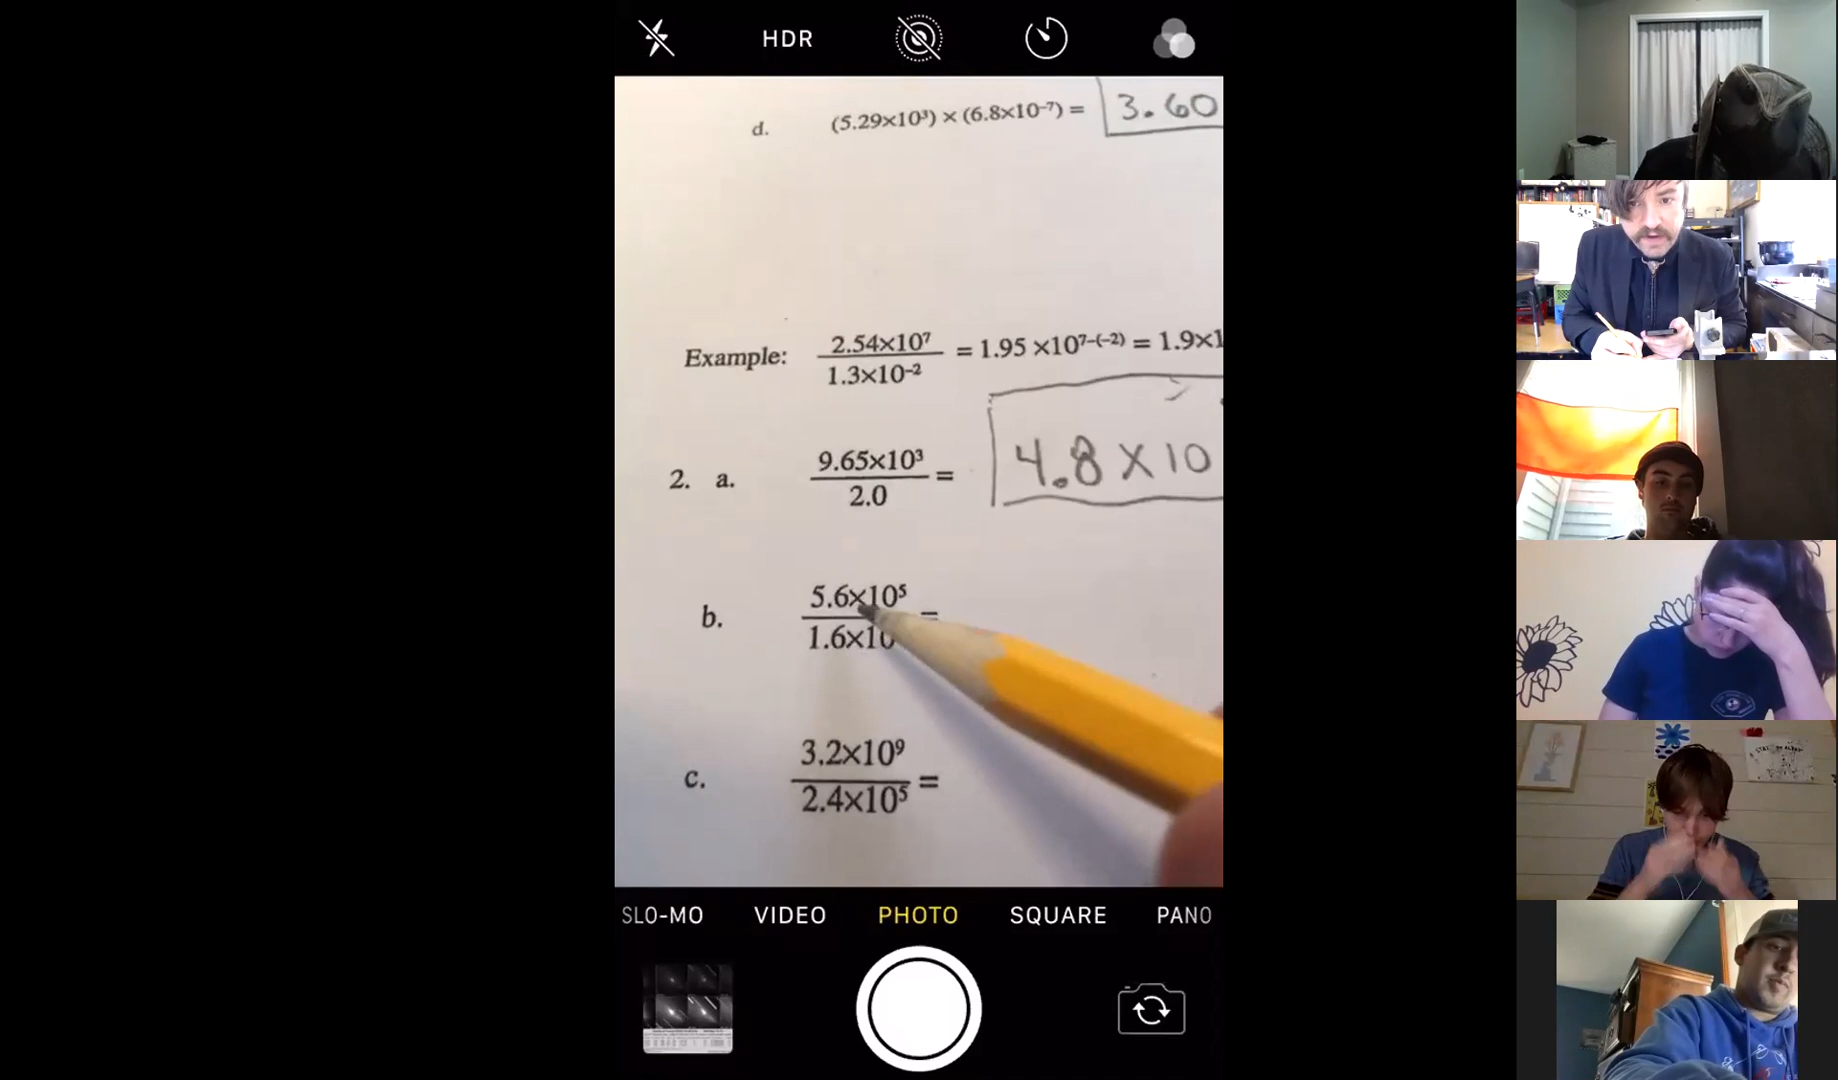 HDR
d. (5.29×10³) × (6.8×10⁻⁷) = 3.60
Example: 2.54×10⁷ / 1.3×10⁻² = 1.95 ×10⁷⁻⁽⁻²⁾ = 1.9×1
2. a. 9.65×10³ / 2.0 = 4.8 × 10
b. 5.6×10⁵ / 1.6×10 =
c. 3.2×10⁹ / 2.4×10⁵ =
SLO-MO VIDEO PHOTO SQUARE PANO